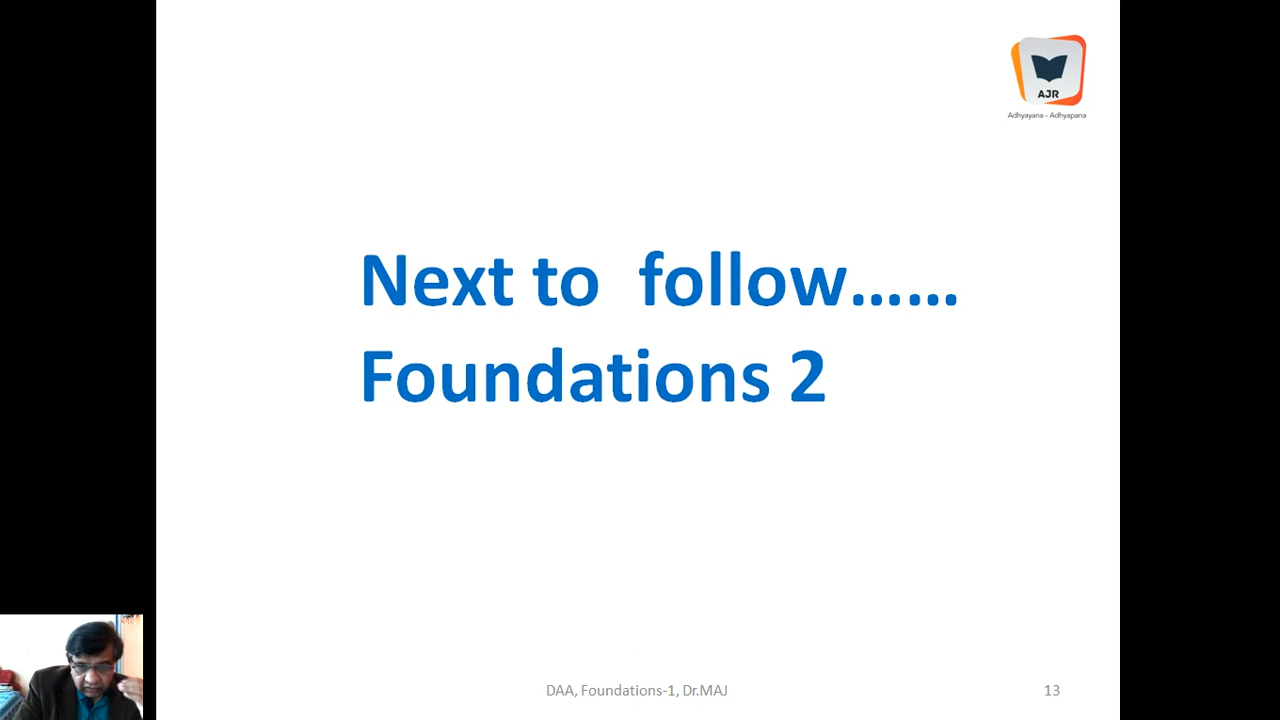 AJR
Adhyayana - Adhyapana
Next to follow......
Foundations 2
DAA, Foundations-1, Dr.MAJ
13